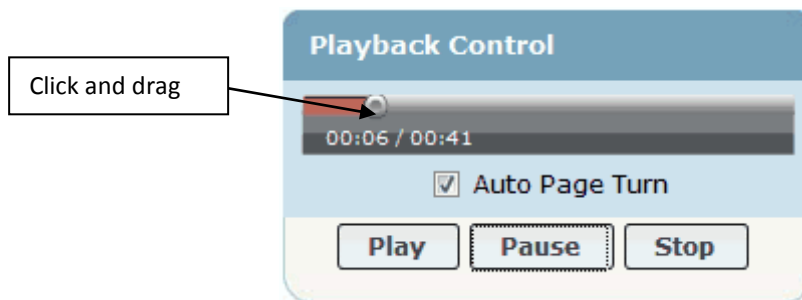 Playback Control
Click and drag
00:06 / 00:41
Auto Page Turn
Play Pause Stop